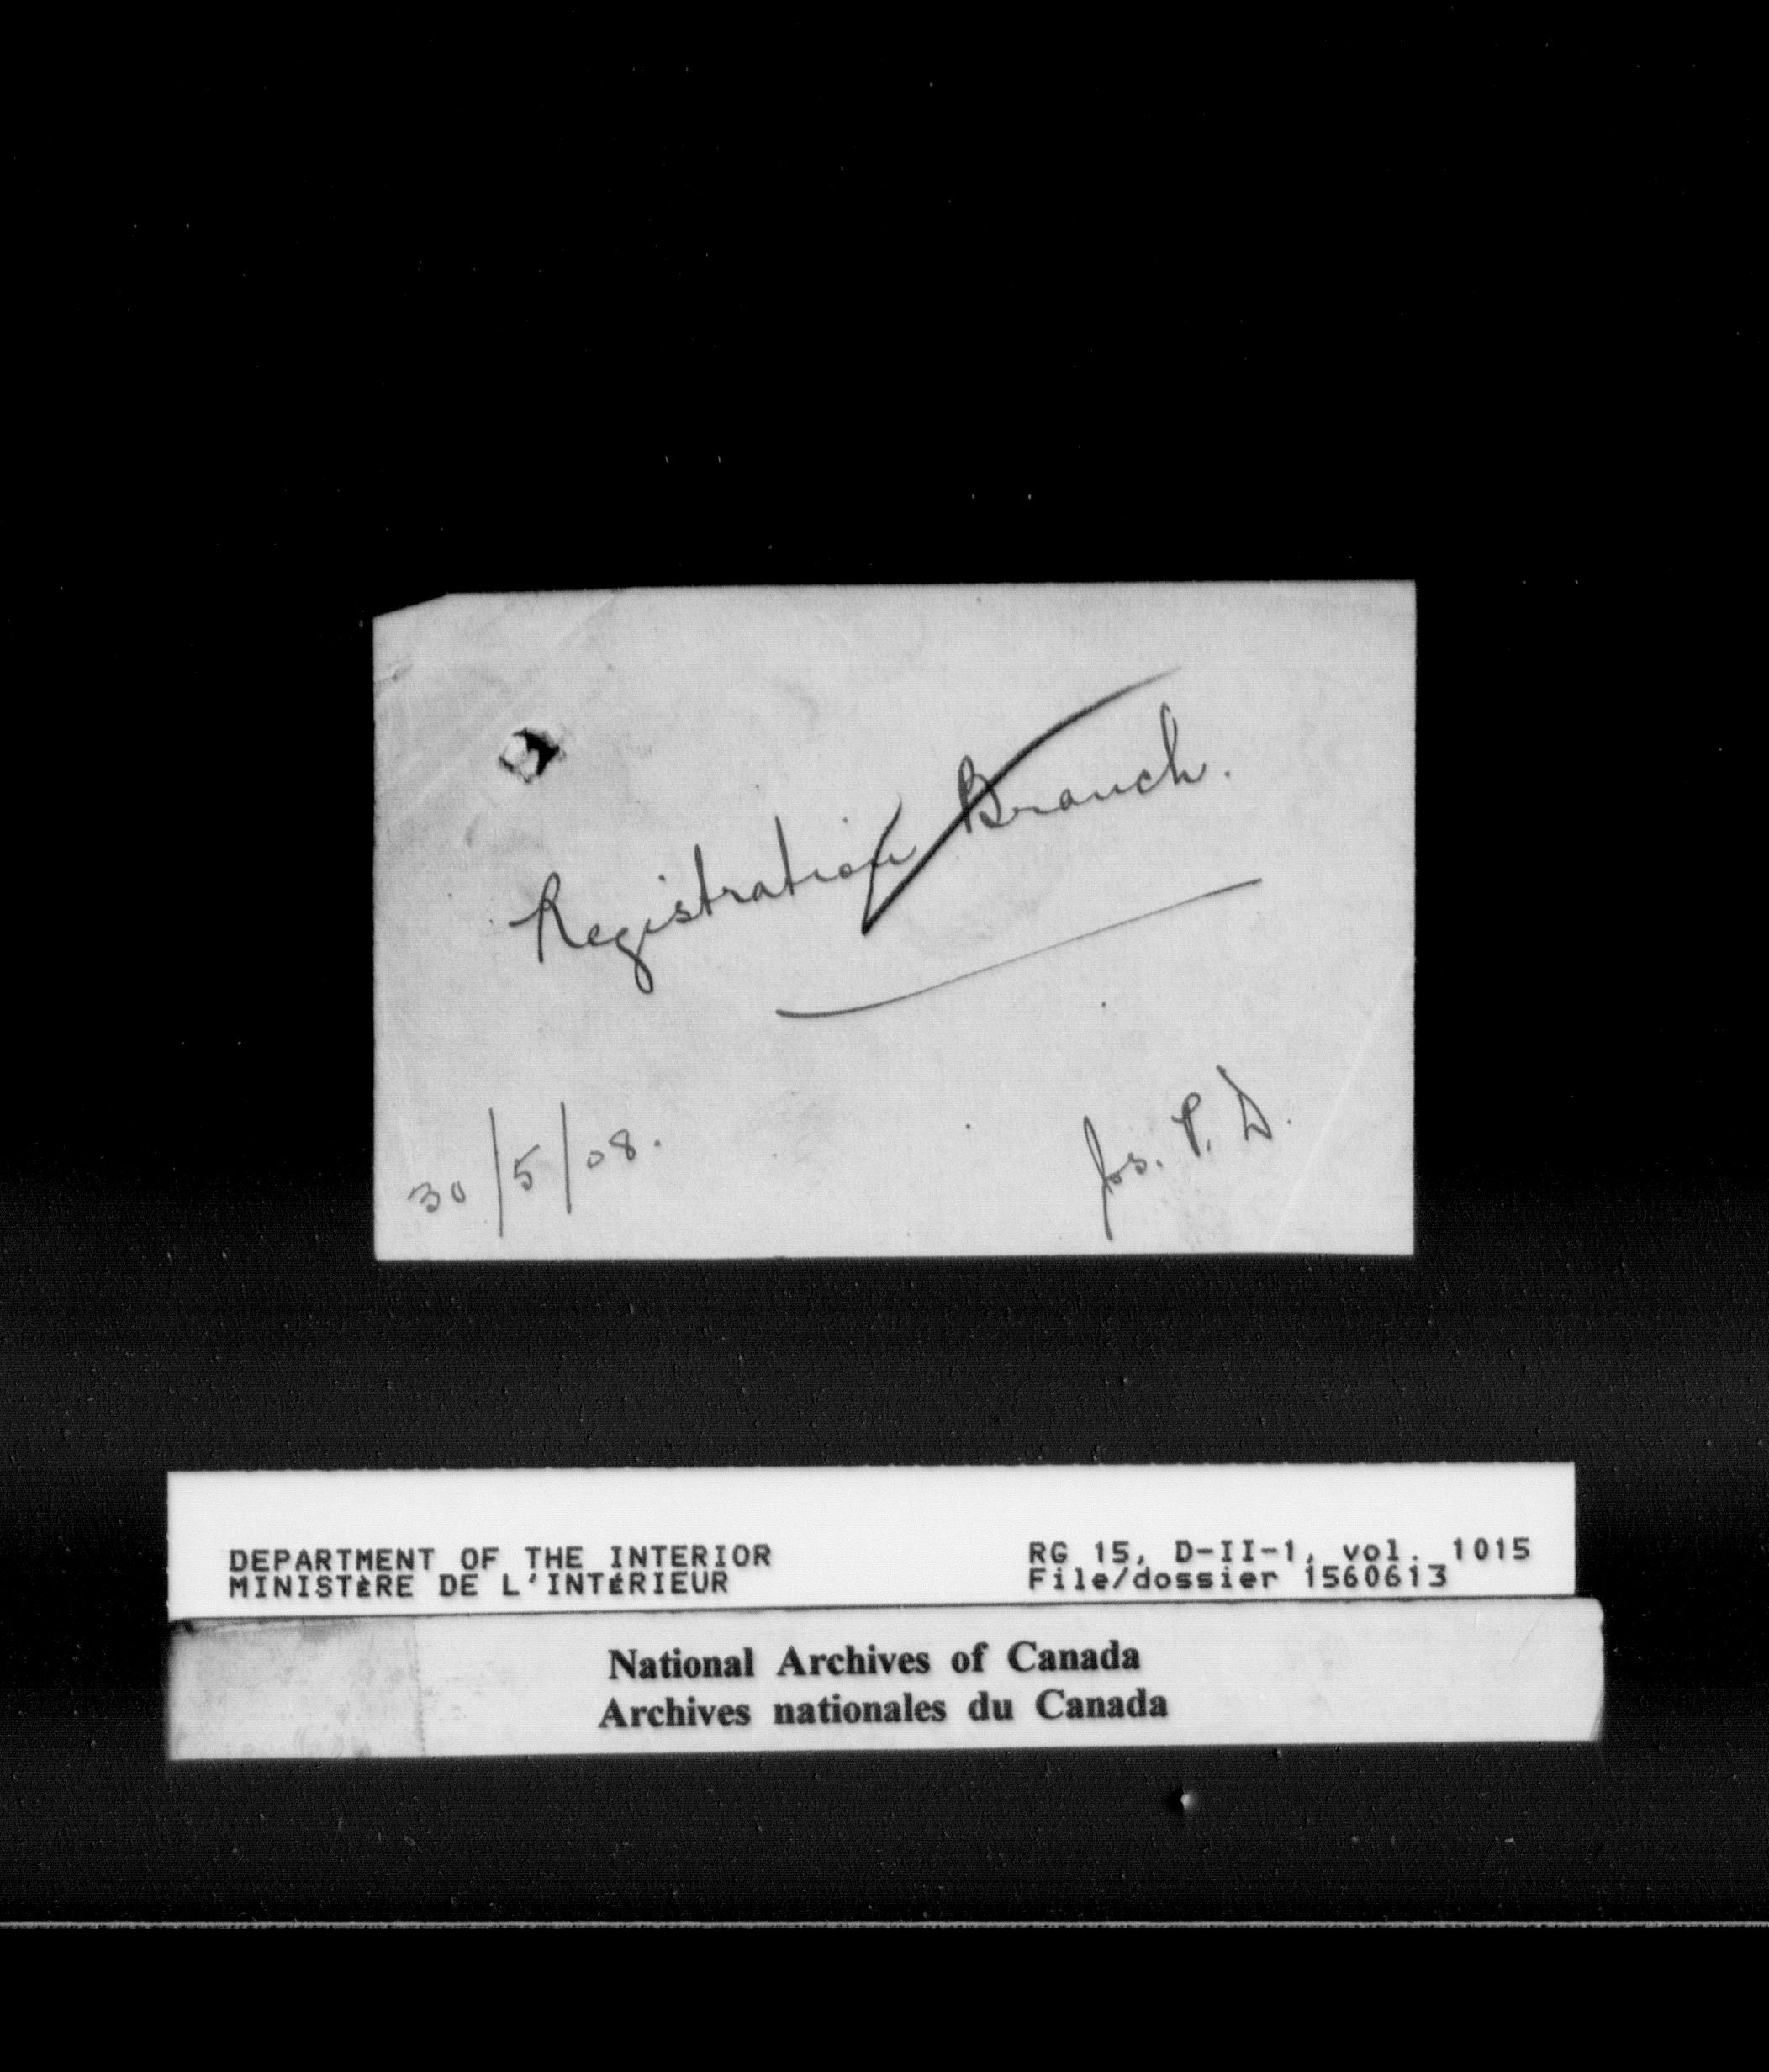 Registration Branch.
30/5/08.
Jos. P. D.
DEPARTMENT OF THE INTERIOR
MINISTÈRE DE L'INTÉRIEUR
RG 15, D-II-1, vol. 1015
File/dossier 1560613
National Archives of Canada
Archives nationales du Canada